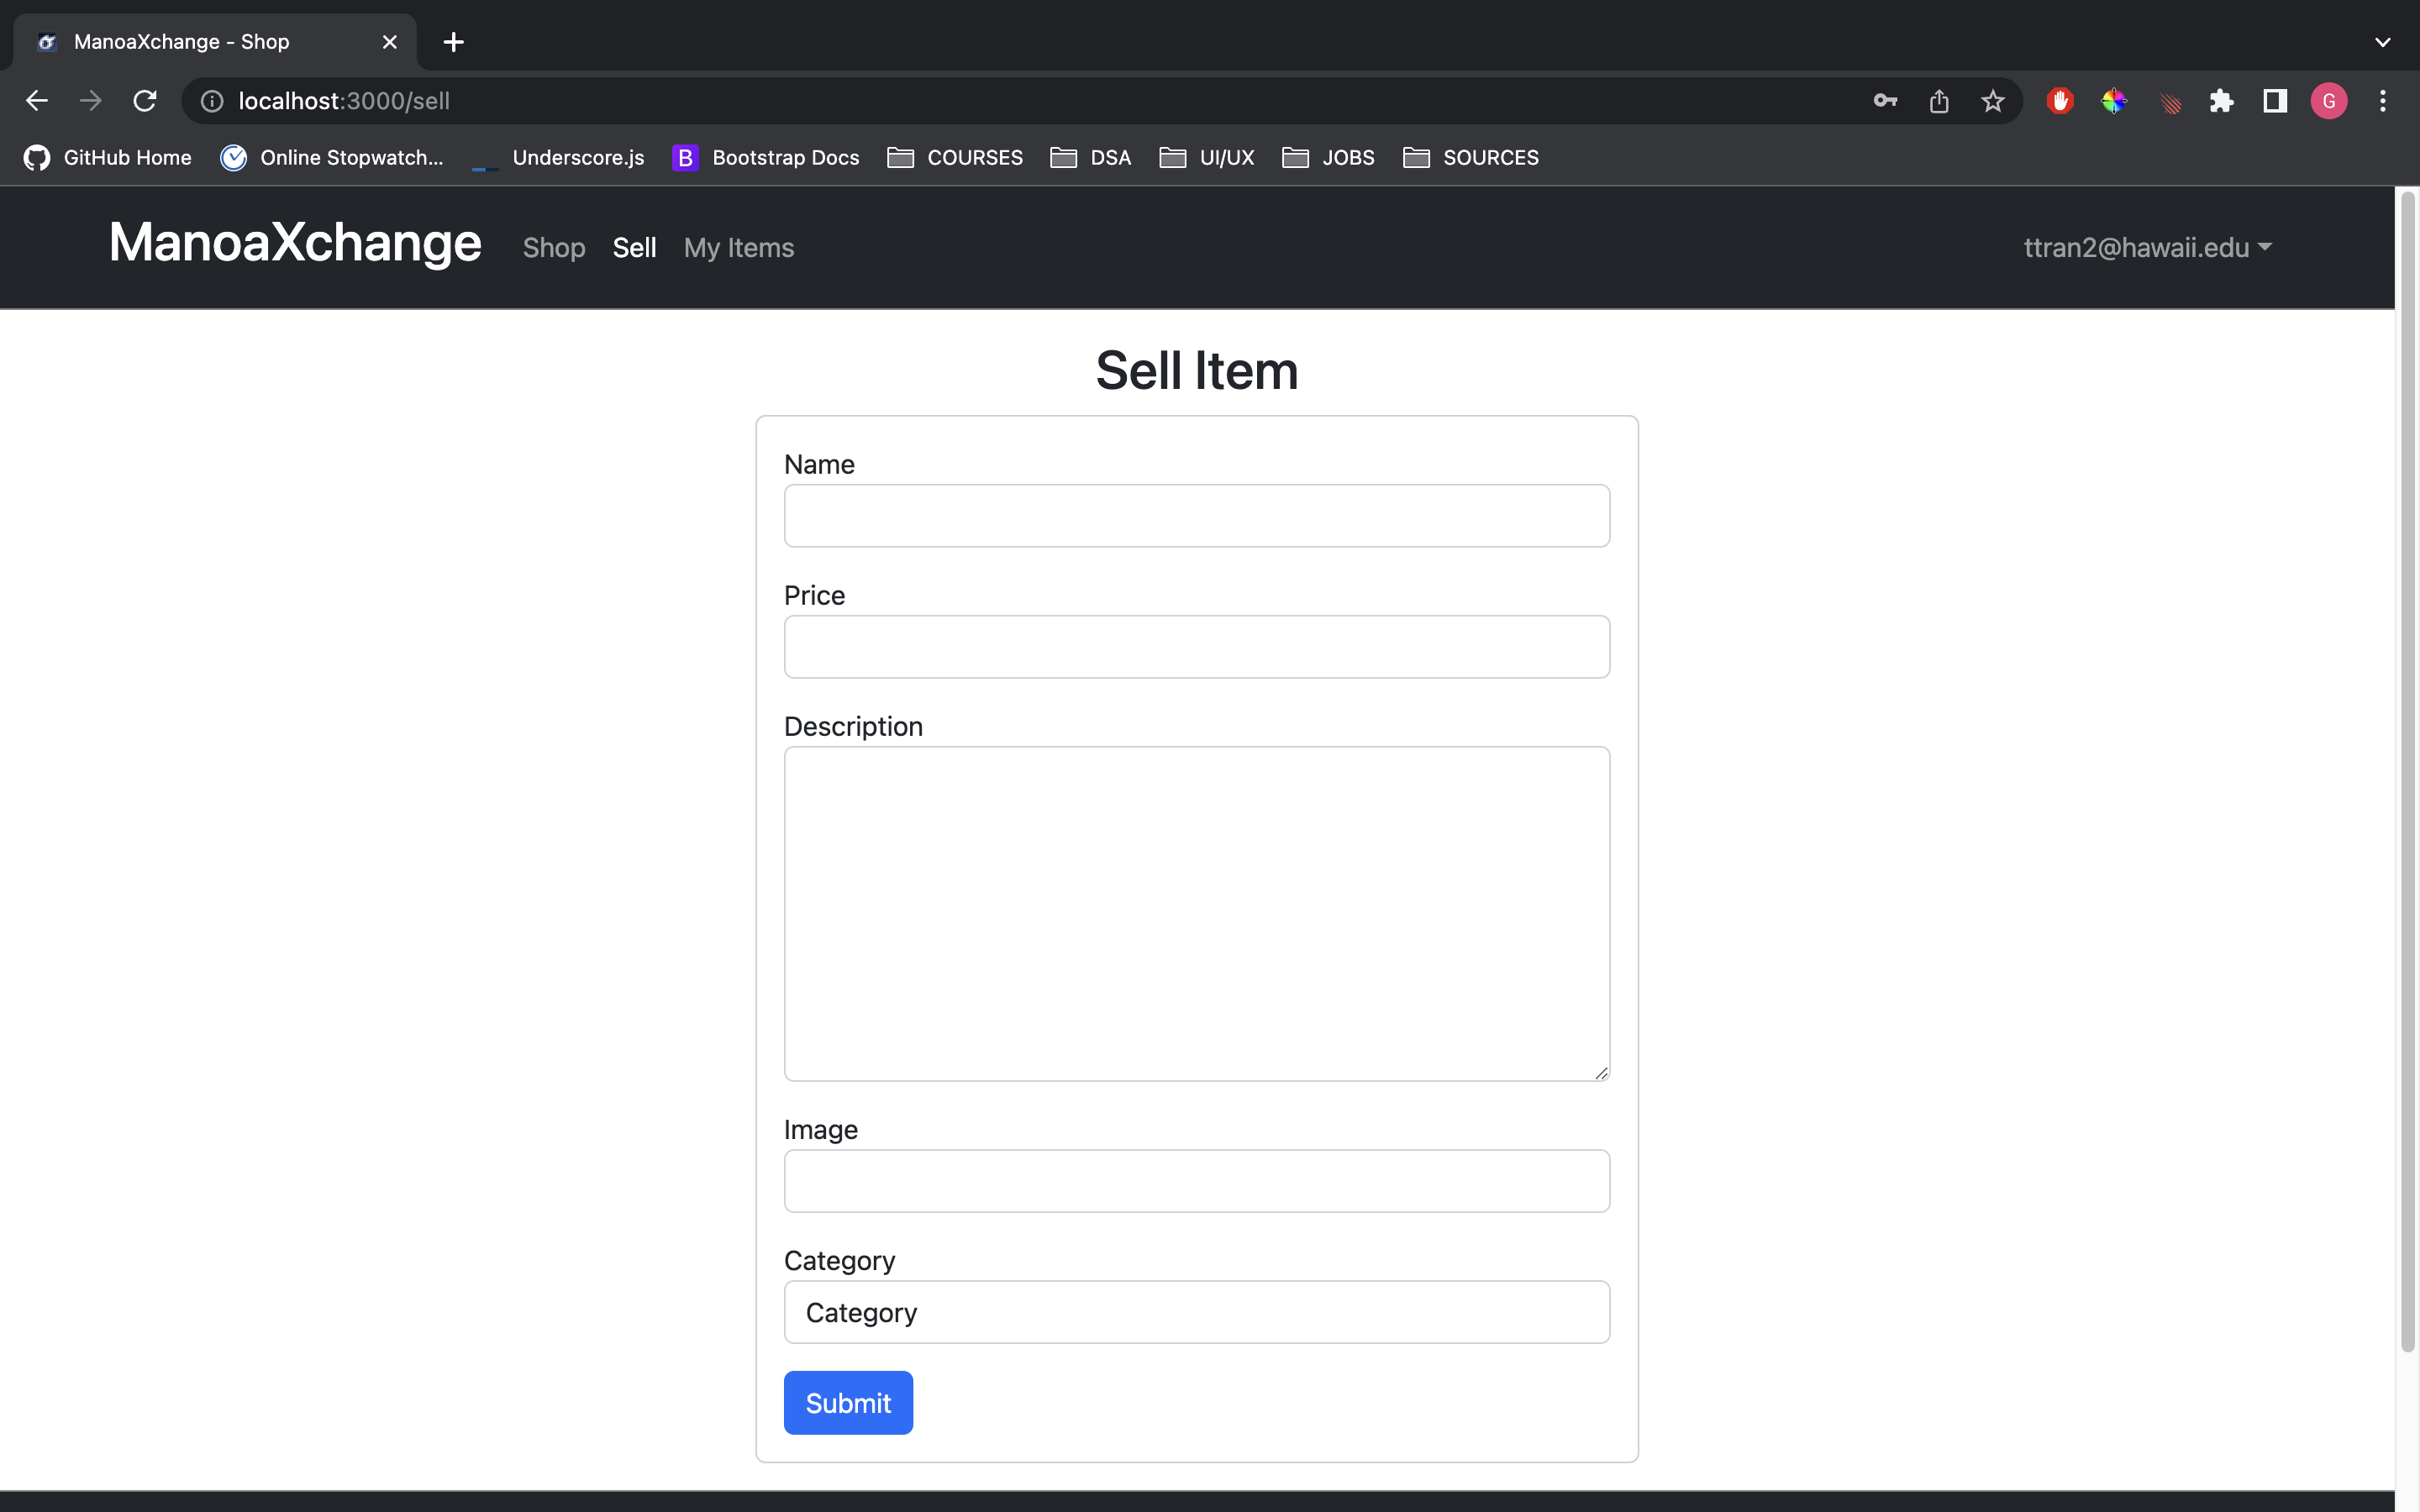 ManoaXchange - Shop
localhost:3000/sell
G
GitHub Home Online Stopwatch... Underscore.js B Bootstrap Docs COURSES DSA UI/UX JOBS SOURCES
ManoaXchange Shop Sell My Items ttran2@hawaii.edu
Sell Item
Name
Price
Description
Image
Category
Category
Submit